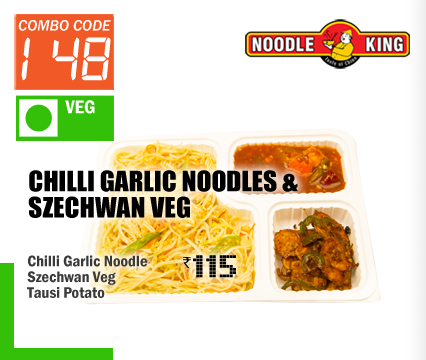 COMBO CODE
148
VEG
NOODLE KING
Taste of China
CHILLI GARLIC NOODLES &
SZECHWAN VEG
Chilli Garlic Noodle
Szechwan Veg
Tausi Potato
₹115